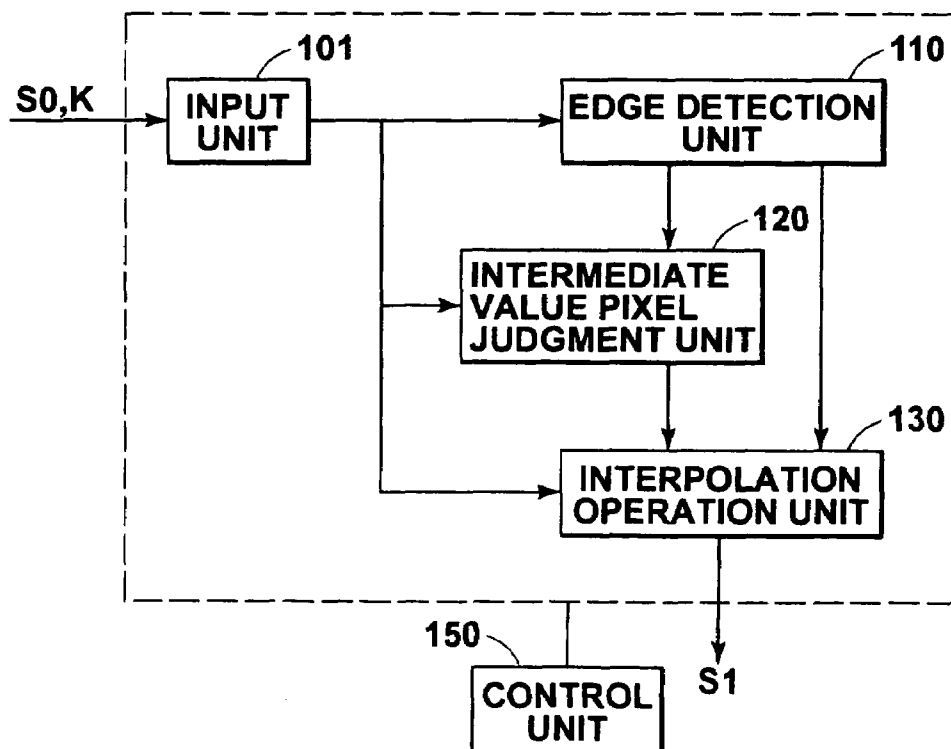 101
110
S0,K
INPUT
UNIT
EDGE DETECTION
UNIT
120
INTERMEDIATE
VALUE PIXEL
JUDGMENT UNIT
130
INTERPOLATION
OPERATION UNIT
150
S1
CONTROL
UNIT